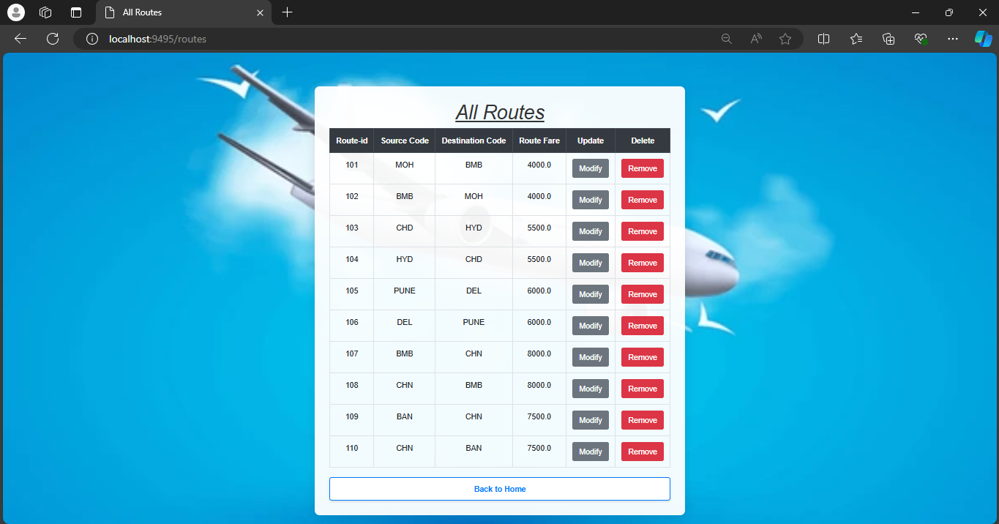 All Routes
localhost:9495/routes
All Routes
Route-id Source Code Destination Code Route Fare Update Delete
101 MOH BMB 4000.0 Modify Remove
102 BMB MOH 4000.0 Modify Remove
103 CHD HYD 5500.0 Modify Remove
104 HYD CHD 5500.0 Modify Remove
105 PUNE DEL 6000.0 Modify Remove
106 DEL PUNE 6000.0 Modify Remove
107 BMB CHN 8000.0 Modify Remove
108 CHN BMB 8000.0 Modify Remove
109 BAN CHN 7500.0 Modify Remove
110 CHN BAN 7500.0 Modify Remove
Back to Home